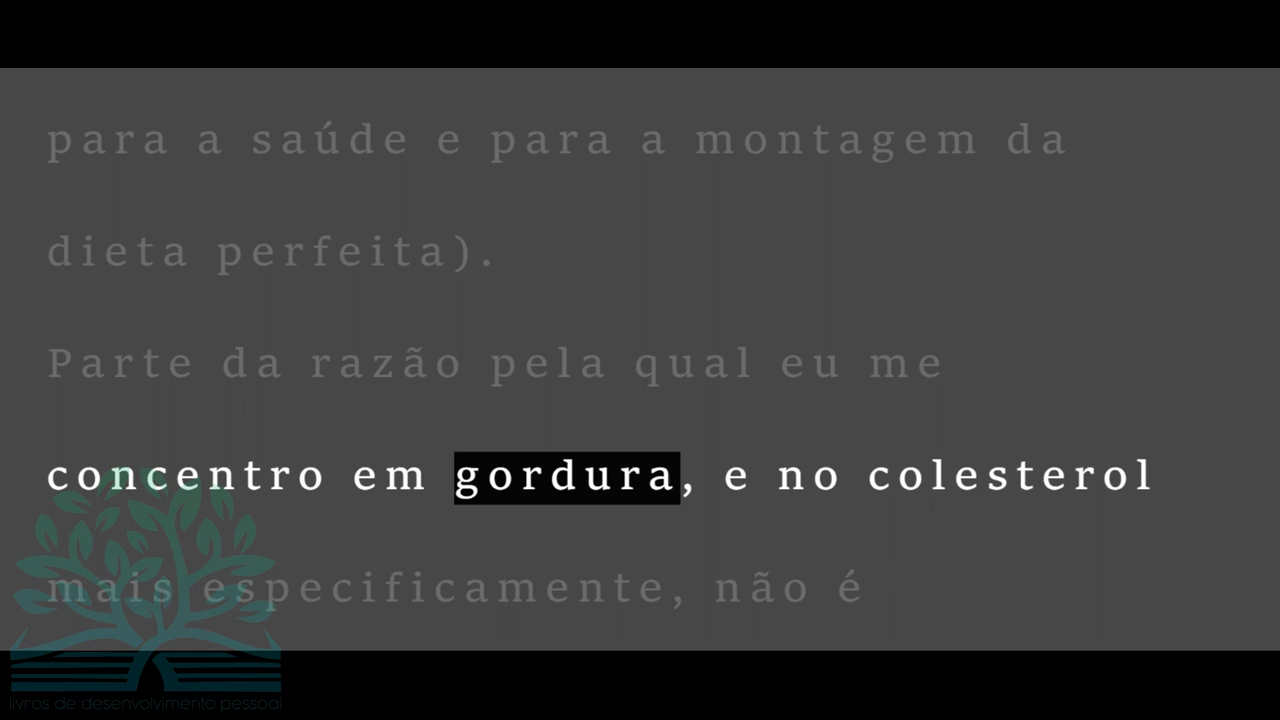 para a saúde e para a montagem da
dieta perfeita).
Parte da razão pela qual eu me
concentro em gordura, e no colesterol
mais especificamente, não é
livros de desenvolvimento pessoal